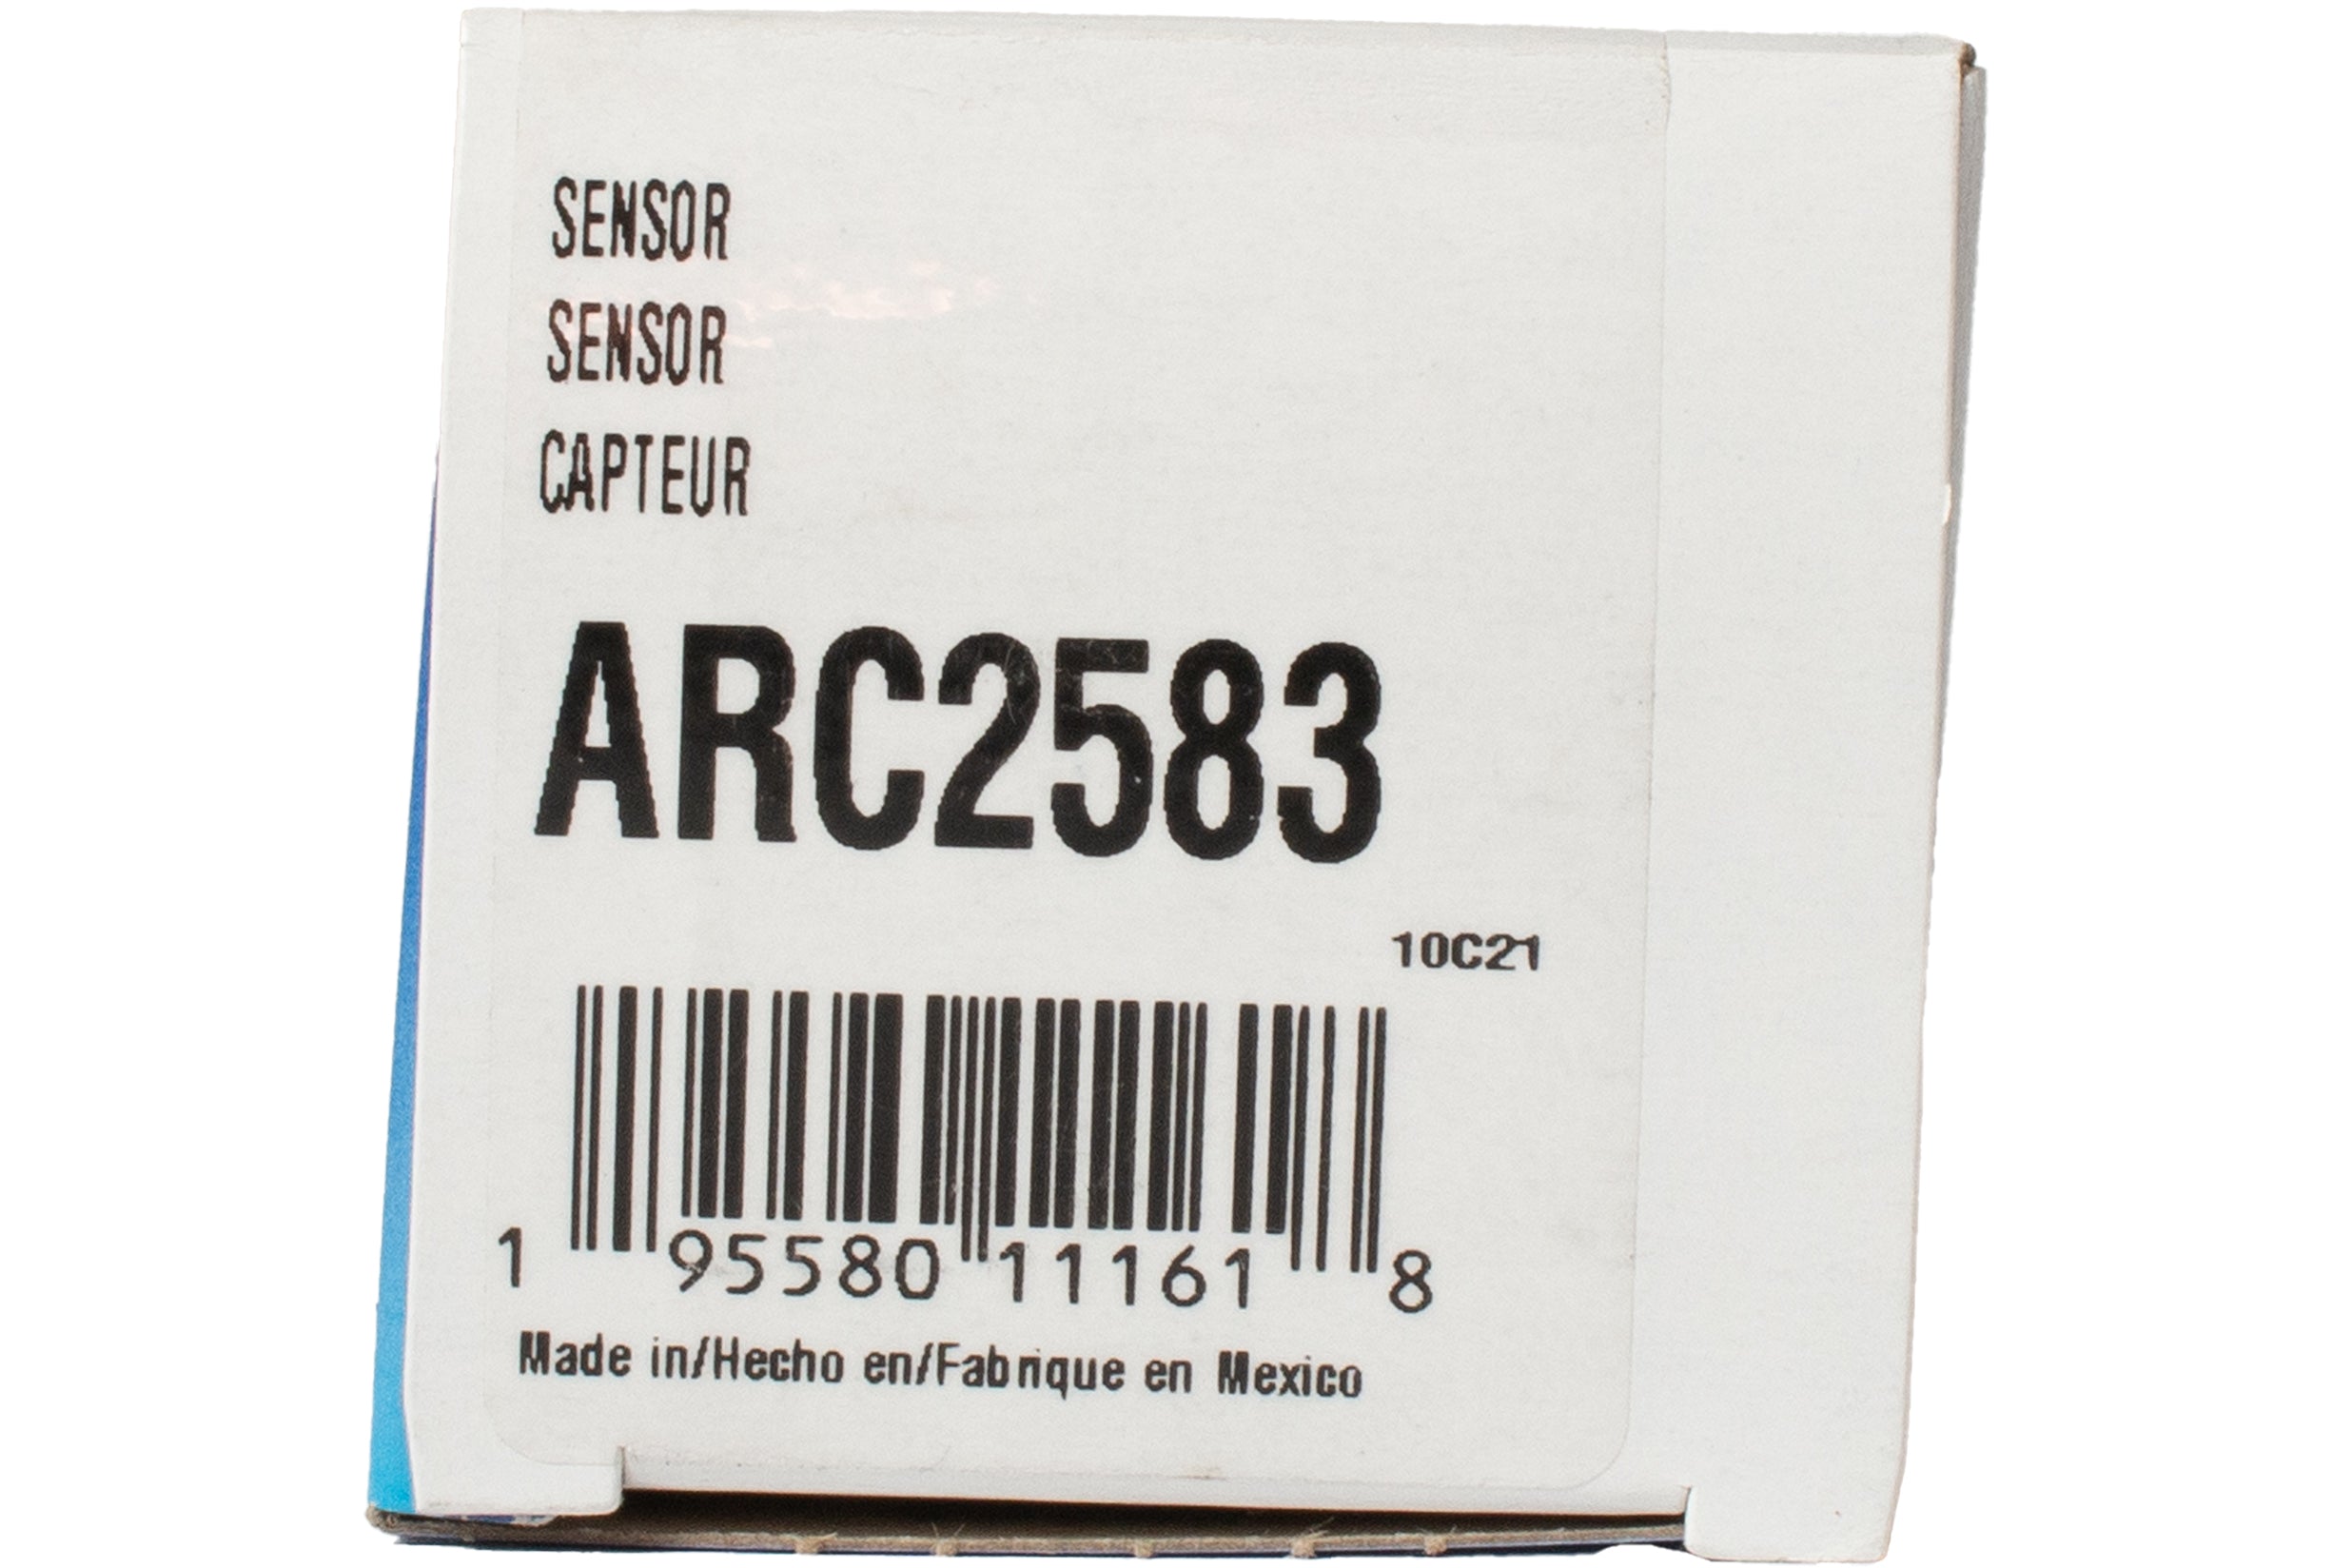 SENSOR
SENSOR
CAPTEUR
ARC2583
10C21
1 95580 11161 8
Made in/Hecho en/Fabrique en Mexico